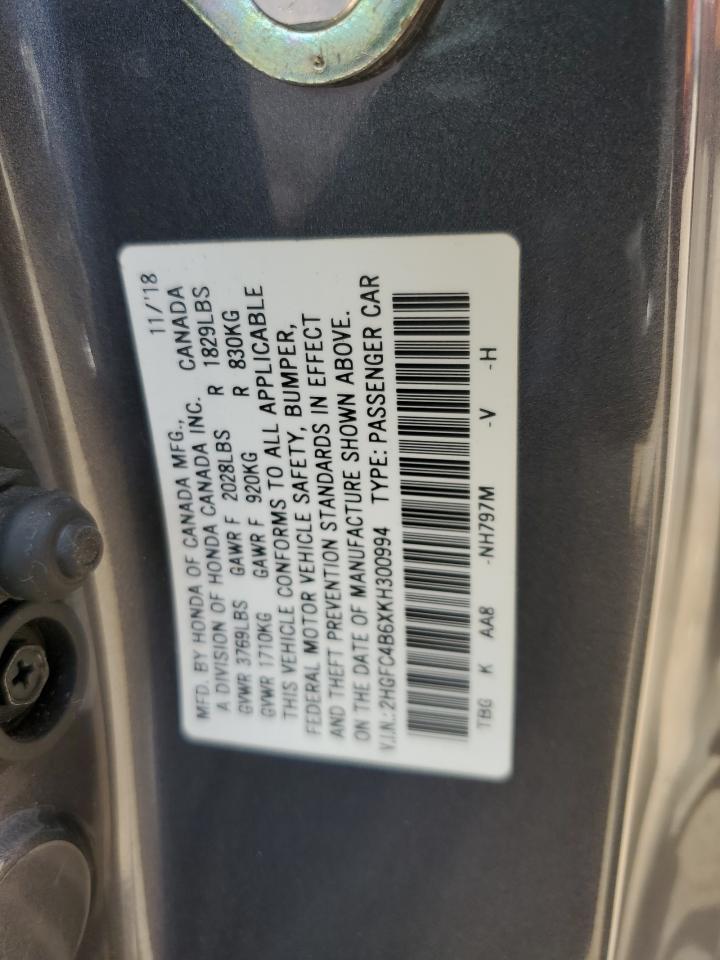 11/'18
MFD. BY HONDA OF CANADA MFG.,
A DIVISION OF HONDA CANADA INC. CANADA
GVWR 3769LBS GAWR F 2028LBS R 1829LBS
GVWR 1710KG GAWR F 920KG R 830KG
THIS VEHICLE CONFORMS TO ALL APPLICABLE
FEDERAL MOTOR VEHICLE SAFETY, BUMPER,
AND THEFT PREVENTION STANDARDS IN EFFECT
ON THE DATE OF MANUFACTURE SHOWN ABOVE.
V.I.N.:2HGFC4B6XKH300994 TYPE: PASSENGER CAR
TBG K AA8 -NH797M -V -H